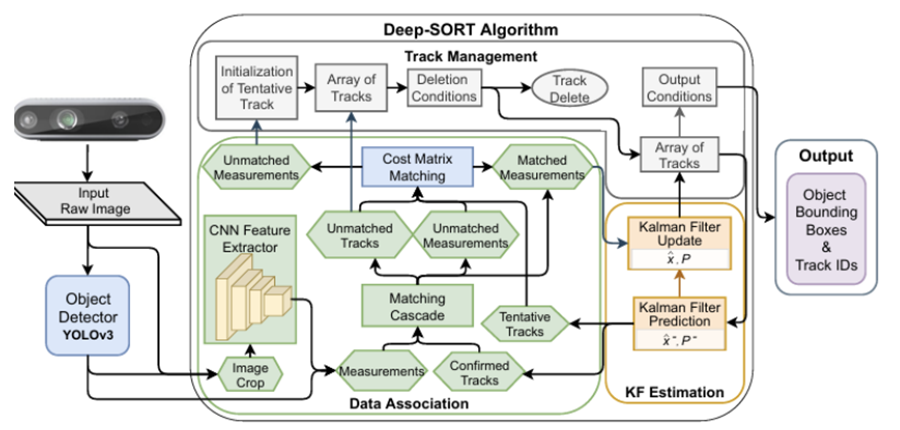 Deep-SORT Algorithm
Track Management
Initialization
of Tentative
Track
Array of
Tracks
Deletion
Conditions
Track
Delete
Output
Conditions
Array of
Tracks
Unmatched
Measurements
Cost Matrix
Matching
Matched
Measurements
Input
Raw Image
CNN Feature
Extractor
Unmatched
Tracks
Unmatched
Measurements
Kalman Filter
Update
x̂, P
Output
Object
Bounding
Boxes
&
Track IDs
Object
Detector
YOLOv3
Matching
Cascade
Tentative
Tracks
Kalman Filter
Prediction
x̂⁻, P⁻
Image
Crop
Measurements
Confirmed
Tracks
Data Association
KF Estimation